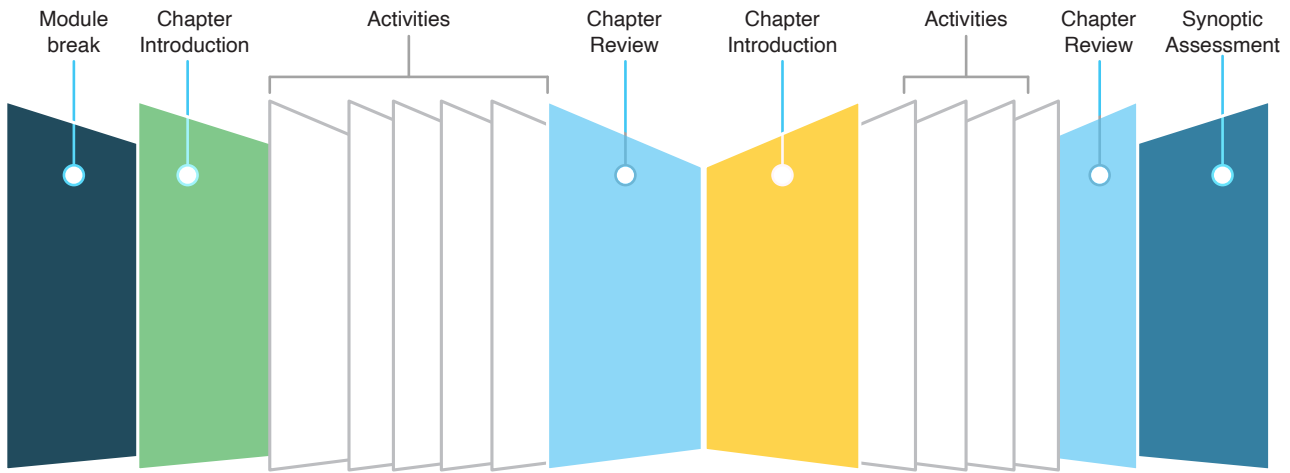 Module
break
Chapter
Introduction
Activities
Chapter
Review
Chapter
Introduction
Activities
Chapter
Review
Synoptic
Assessment